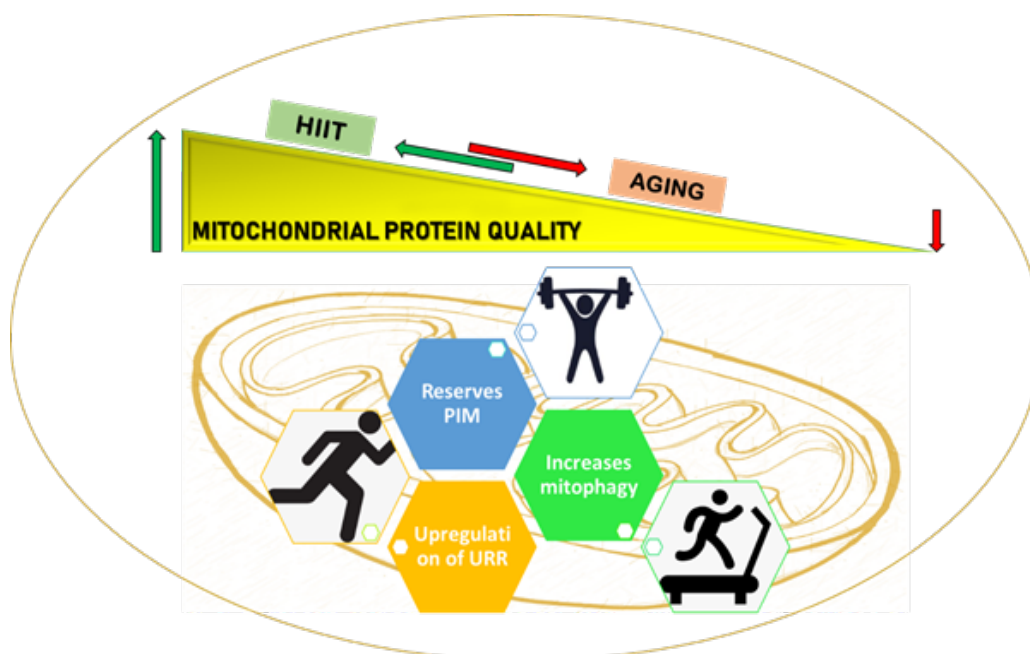 HIIT
AGING
MITOCHONDRIAL PROTEIN QUALITY
Reserves
PIM
Increases
mitophagy
Upregulati
on of URR